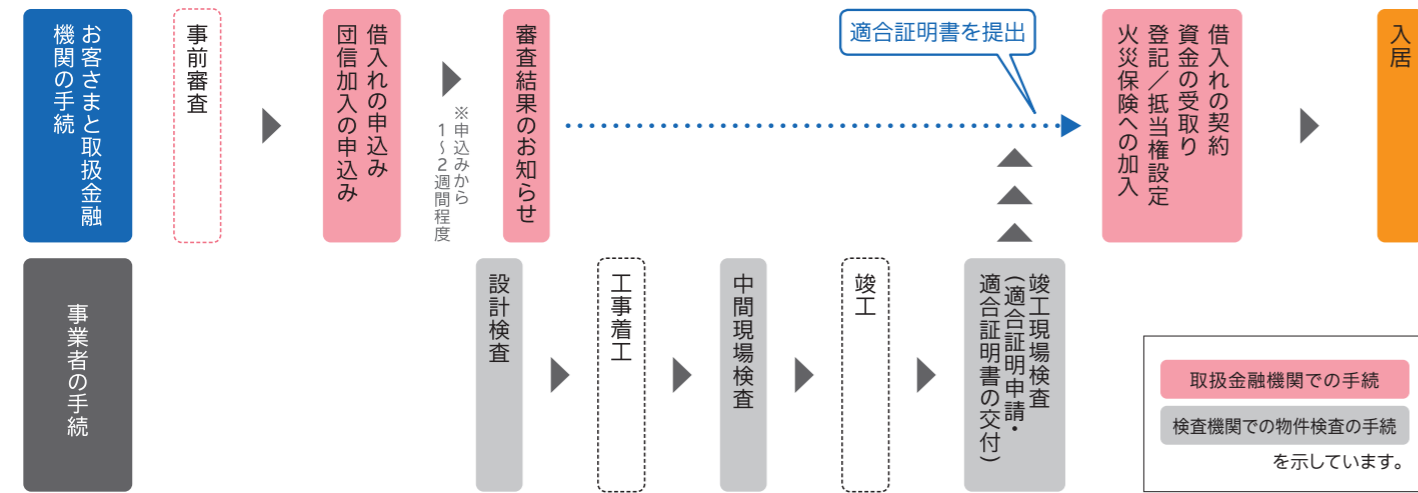 お客さまと取扱金融
機関の手続
事前審査
借入れの申込み
団信加入の申込み
※申込みから
1～2週間程度
審査結果のお知らせ
適合証明書を提出
借入れの契約
資金の受取り
登記／抵当権設定
火災保険への加入
入居
事業者の手続
設計検査
工事着工
中間現場検査
竣工
竣工現場検査
(適合証明申請・
適合証明書の交付)
取扱金融機関での手続
検査機関での物件検査の手続
を示しています。